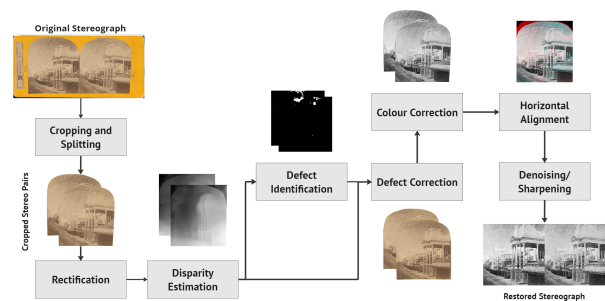 Original Stereograph
Cropping and
Splitting
Cropped Stereo Pairs
Rectification
Disparity
Estimation
Defect
Identification
Defect Correction
Colour Correction
Horizontal
Alignment
Denoising/
Sharpening
Restored Stereograph